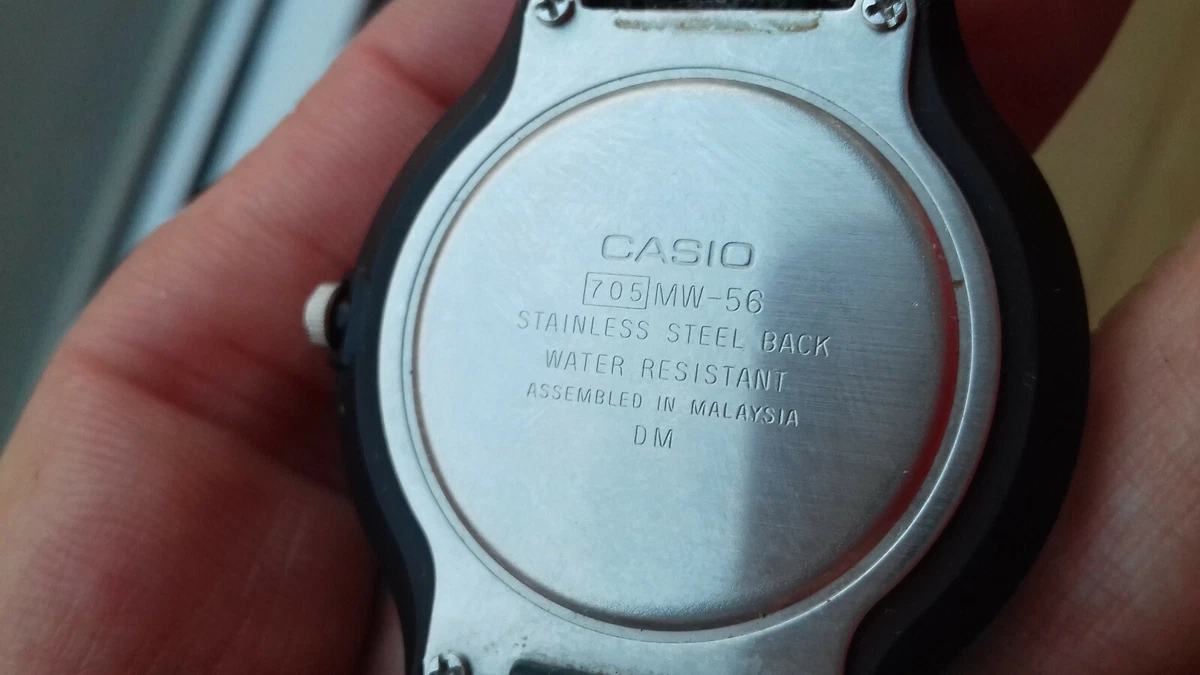 CASIO
705 MW-56
STAINLESS STEEL BACK
WATER RESISTANT
ASSEMBLED IN MALAYSIA
DM